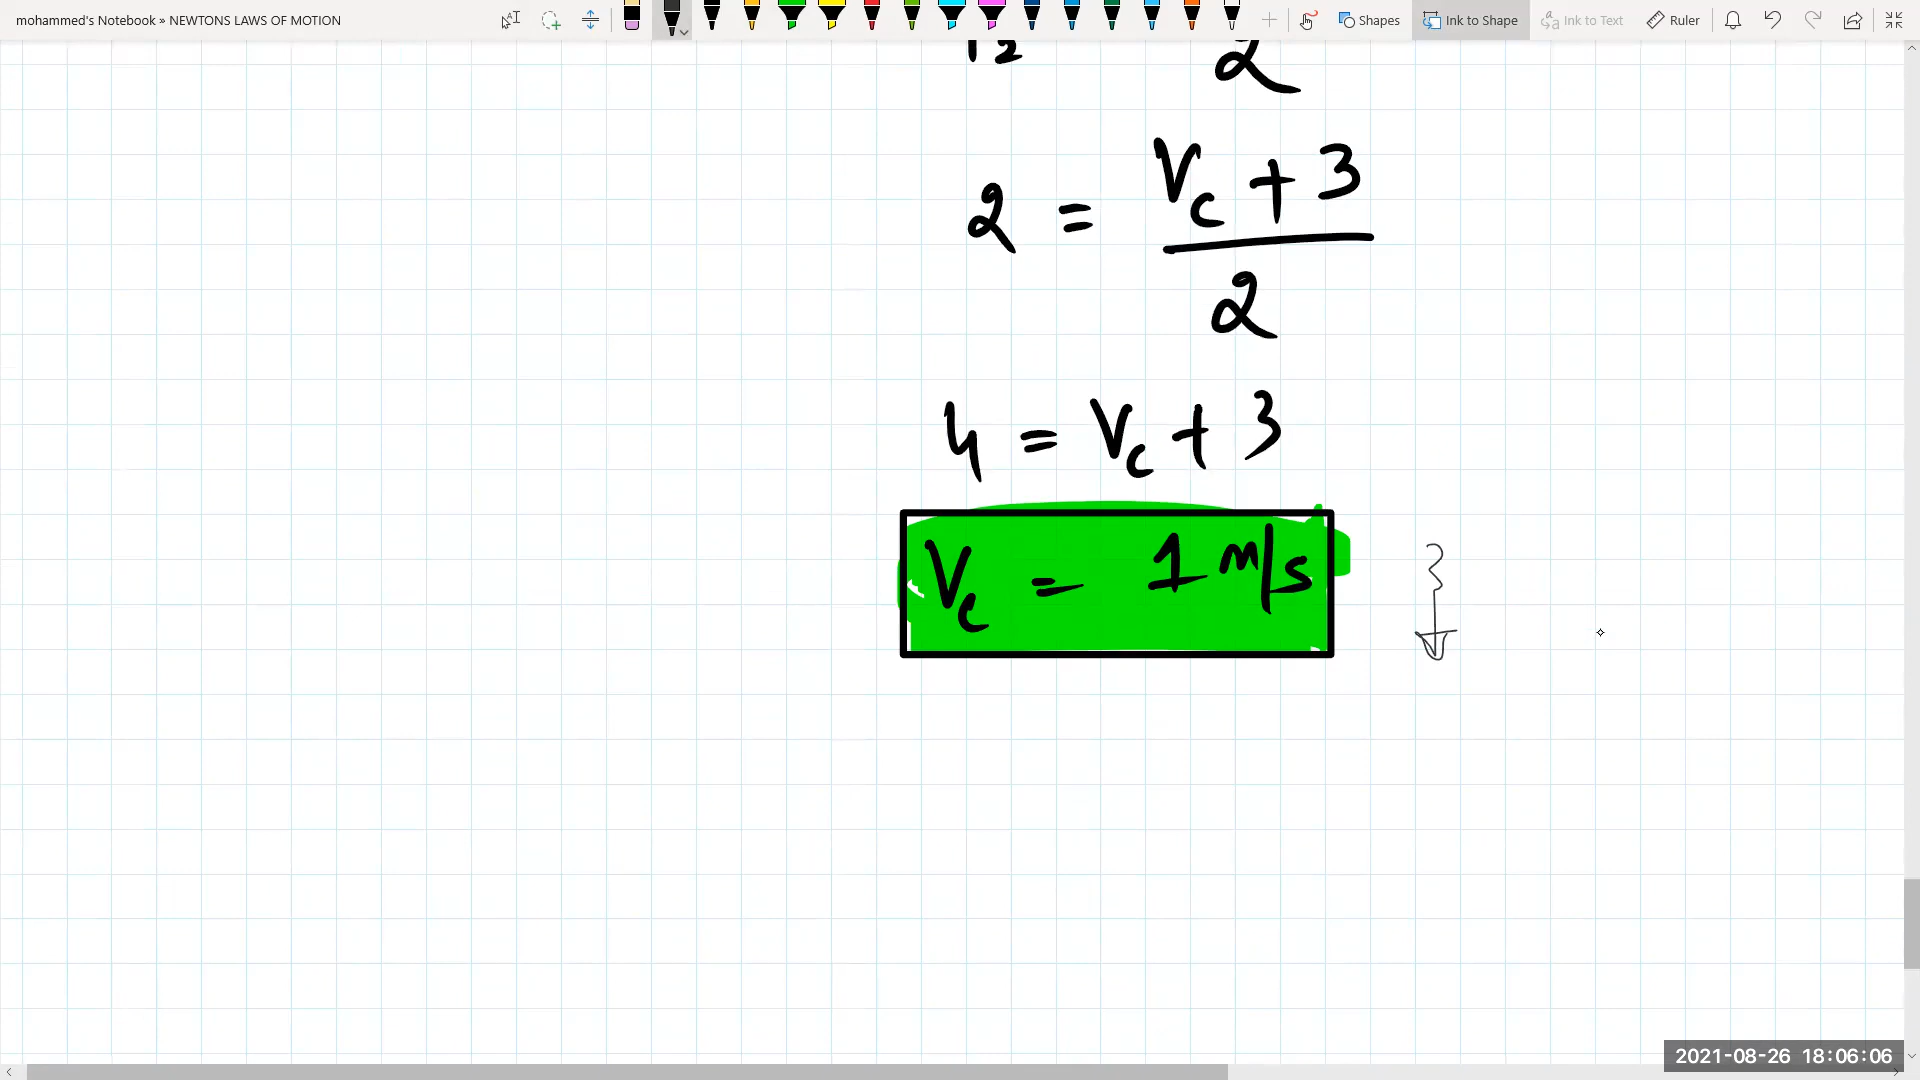 mohammed's Notebook » NEWTONS LAWS OF MOTION
Shapes
Ink to Shape
Ink to Text
Ruler
2
2 = Vc + 3
2
4 = Vc + 3
Vc = 1 m/s
2021-08-26 18:06:06